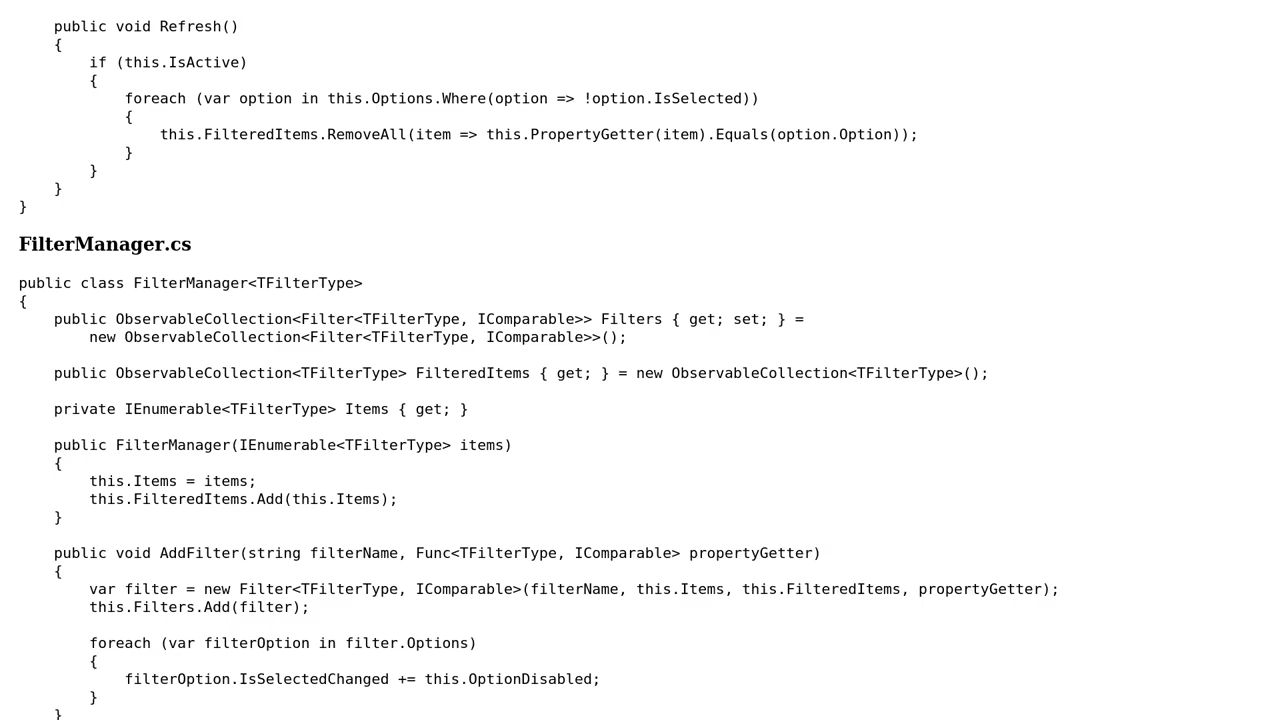 public void Refresh()
    {
        if (this.IsActive)
        {
            foreach (var option in this.Options.Where(option => !option.IsSelected))
            {
                this.FilteredItems.RemoveAll(item => this.PropertyGetter(item).Equals(option.Option));
            }
        }
    }
}
FilterManager.cs
public class FilterManager<TFilterType>
{
    public ObservableCollection<Filter<TFilterType, IComparable>> Filters { get; set; } =
        new ObservableCollection<Filter<TFilterType, IComparable>>();

    public ObservableCollection<TFilterType> FilteredItems { get; } = new ObservableCollection<TFilterType>();

    private IEnumerable<TFilterType> Items { get; }

    public FilterManager(IEnumerable<TFilterType> items)
    {
        this.Items = items;
        this.FilteredItems.Add(this.Items);
    }

    public void AddFilter(string filterName, Func<TFilterType, IComparable> propertyGetter)
    {
        var filter = new Filter<TFilterType, IComparable>(filterName, this.Items, this.FilteredItems, propertyGetter);
        this.Filters.Add(filter);

        foreach (var filterOption in filter.Options)
        {
            filterOption.IsSelectedChanged += this.OptionDisabled;
        }
    }